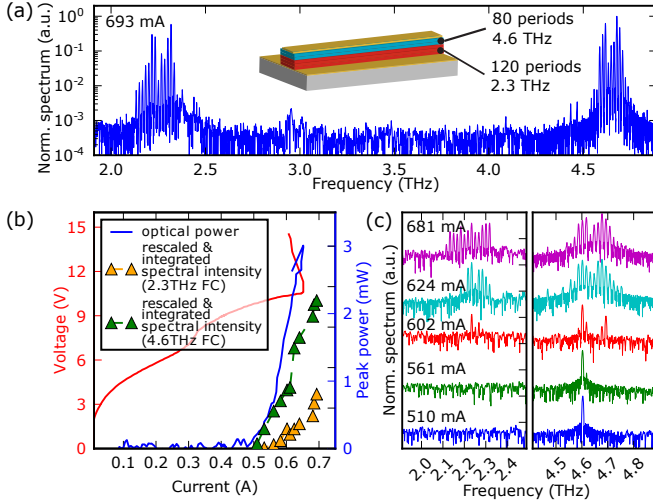 (a)
693 mA
80 periods
4.6 THz
120 periods
2.3 THz
Norm. spectrum (a.u.)
10^0
10^-1
10^-2
10^-3
10^-4
2.0 2.5 3.0 3.5 4.0 4.5
Frequency (THz)
(b)
optical power
rescaled &
integrated
spectral intensity
(2.3THz FC)
rescaled &
integrated
spectral intensity
(4.6THz FC)
Voltage (V)
15
12
9
6
3
0
3
2
1
0
Peak power (mW)
0.1 0.2 0.3 0.4 0.5 0.6 0.7
Current (A)
(c)
681 mA
624 mA
602 mA
561 mA
510 mA
Norm. spectrum (a.u.)
2.0 2.1 2.2 2.3 2.4 4.5 4.6 4.7 4.8
Frequency (THz)